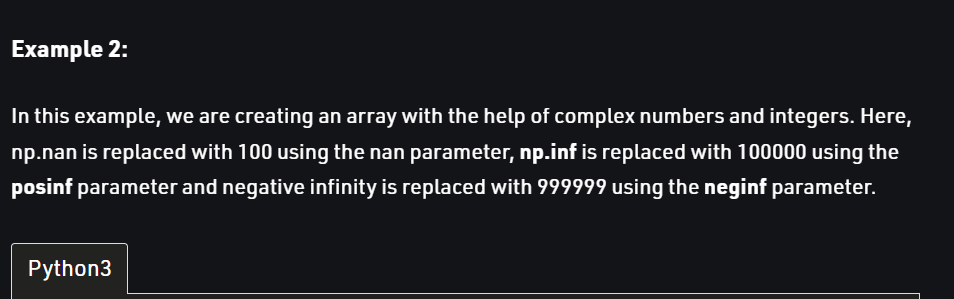 Example 2:
In this example, we are creating an array with the help of complex numbers and integers. Here,
np.nan is replaced with 100 using the nan parameter, np.inf is replaced with 100000 using the
posinf parameter and negative infinity is replaced with 999999 using the neginf parameter.
Python3